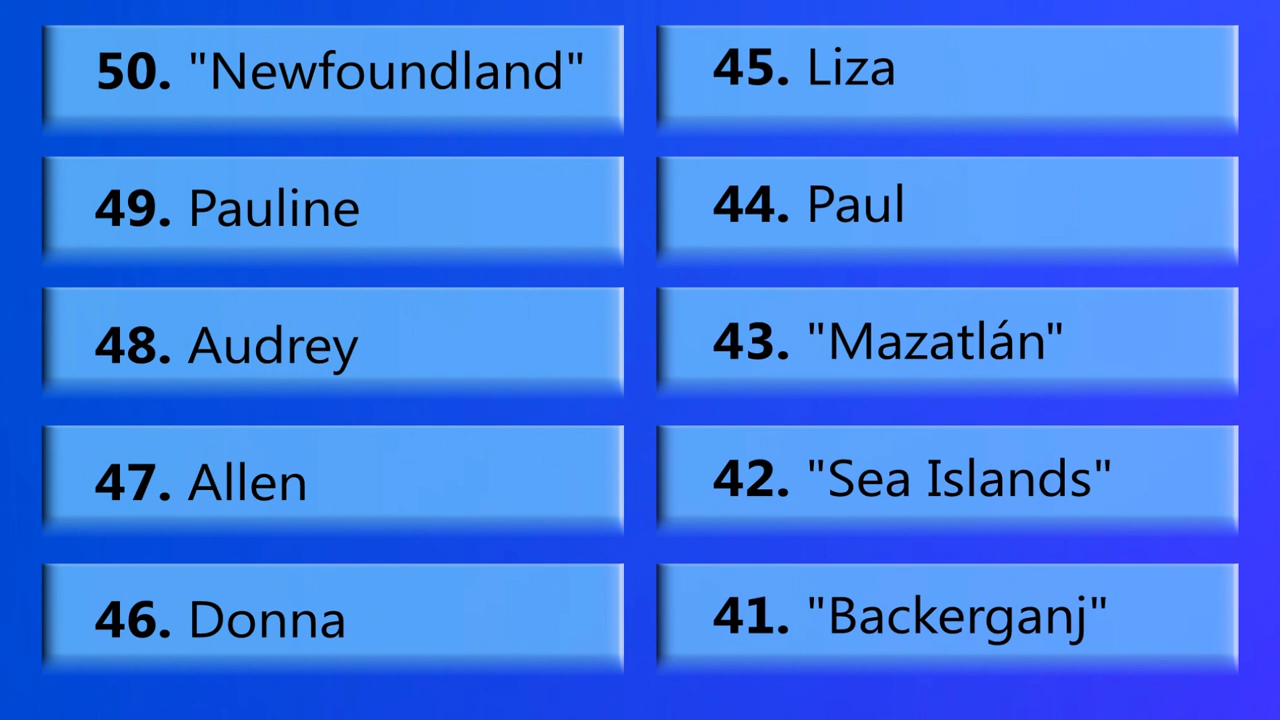 50. "Newfoundland"
49. Pauline
48. Audrey
47. Allen
46. Donna
45. Liza
44. Paul
43. "Mazatlán"
42. "Sea Islands"
41. "Backerganj"